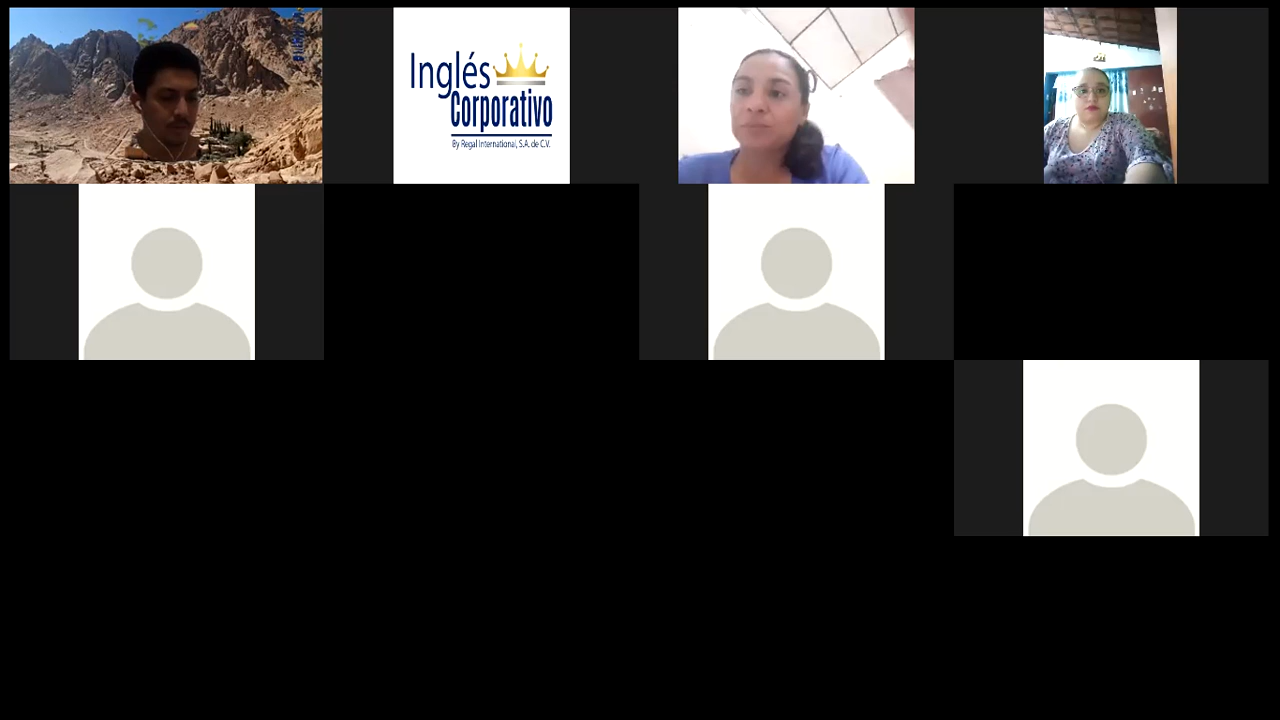 Inglés
Corporativo
By Regal International, S.A. de C.V.